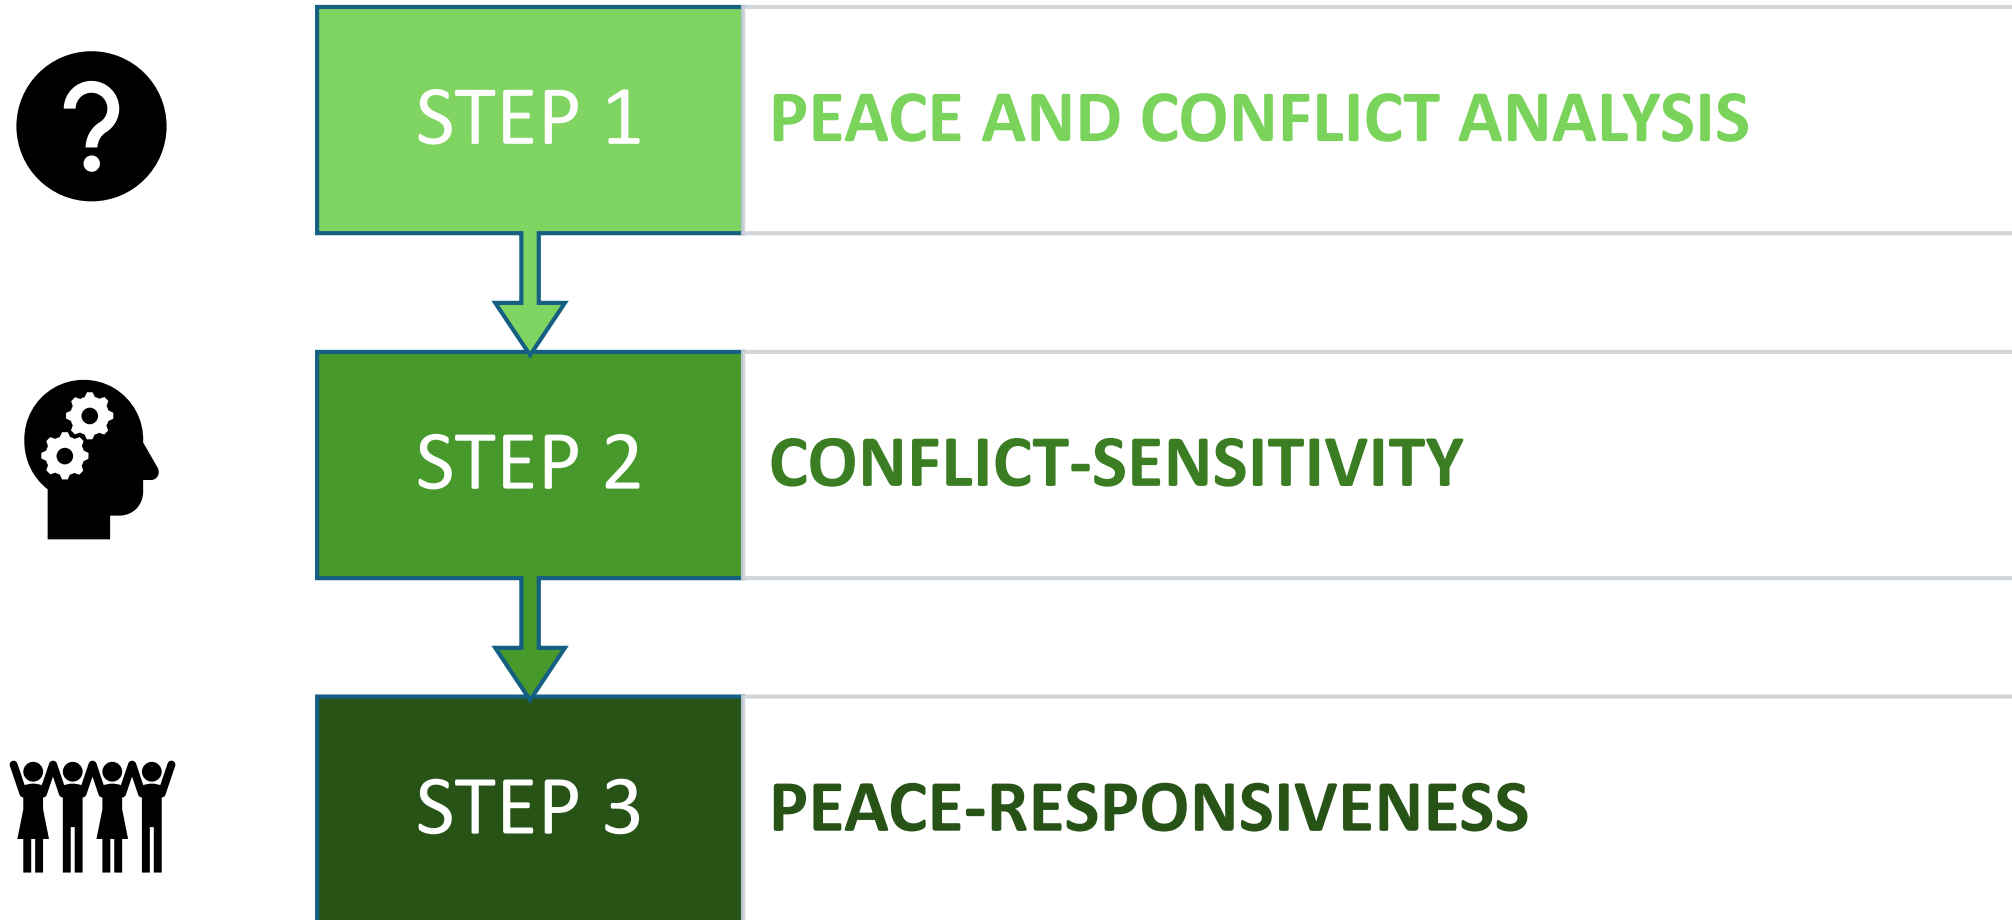 STEP 1
PEACE AND CONFLICT ANALYSIS
STEP 2
CONFLICT-SENSITIVITY
STEP 3
PEACE-RESPONSIVENESS